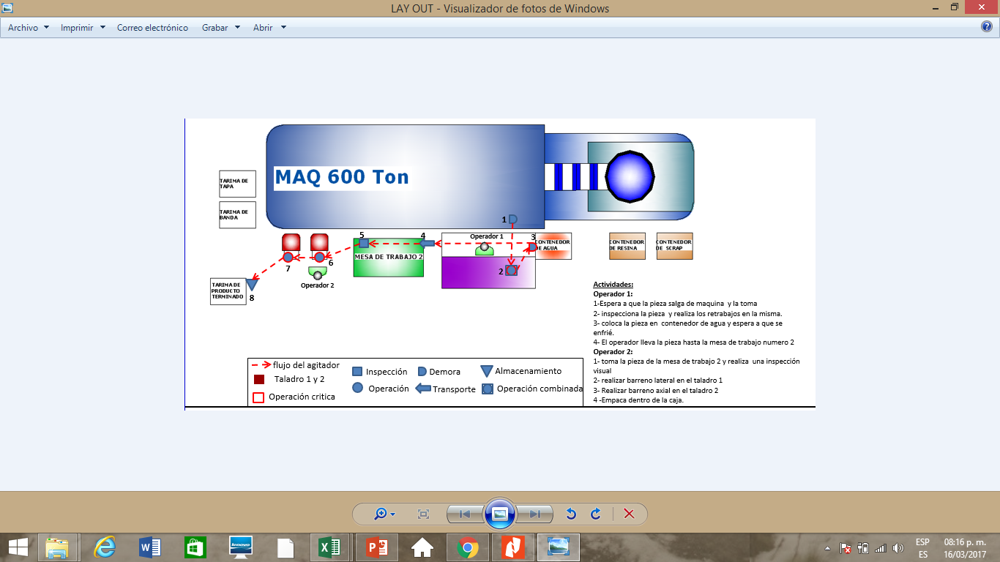 LAY OUT - Visualizador de fotos de Windows
Archivo Imprimir Correo electrónico Grabar Abrir
MAQ 600 Ton
TARIMA DE
TAPA
TARIMA DE
BANDA
1
5
4
Operador 1
3
CONTENEDOR
DE AGUA
CONTENEDOR
DE RESINA
CONTENEDOR
DE SCRAP
MESA DE TRABAJO 2
7
6
2
Operador 2
TARIMA DE
PRODUCTO
TERMINADO
8
Actividades:
Operador 1:
1-Espera a que la pieza salga de maquina y la toma
2- inspecciona la pieza y realiza los retrabajos en la misma.
3- coloca la pieza en contenedor de agua y espera a que se
enfrié.
4- El operador lleva la pieza hasta la mesa de trabajo numero 2
Operador 2:
1- toma la pieza de la mesa de trabajo 2 y realiza una inspección
visual
2- realizar barreno lateral en el taladro 1
3- Realizar barreno axial en el taladro 2
4 -Empaca dentro de la caja.
flujo del agitador
Taladro 1 y 2
Operación critica
Inspección
Demora
Almacenamiento
Operación
Transporte
Operación combinada
lenovo
ESP
ES
08:16 p. m.
16/03/2017